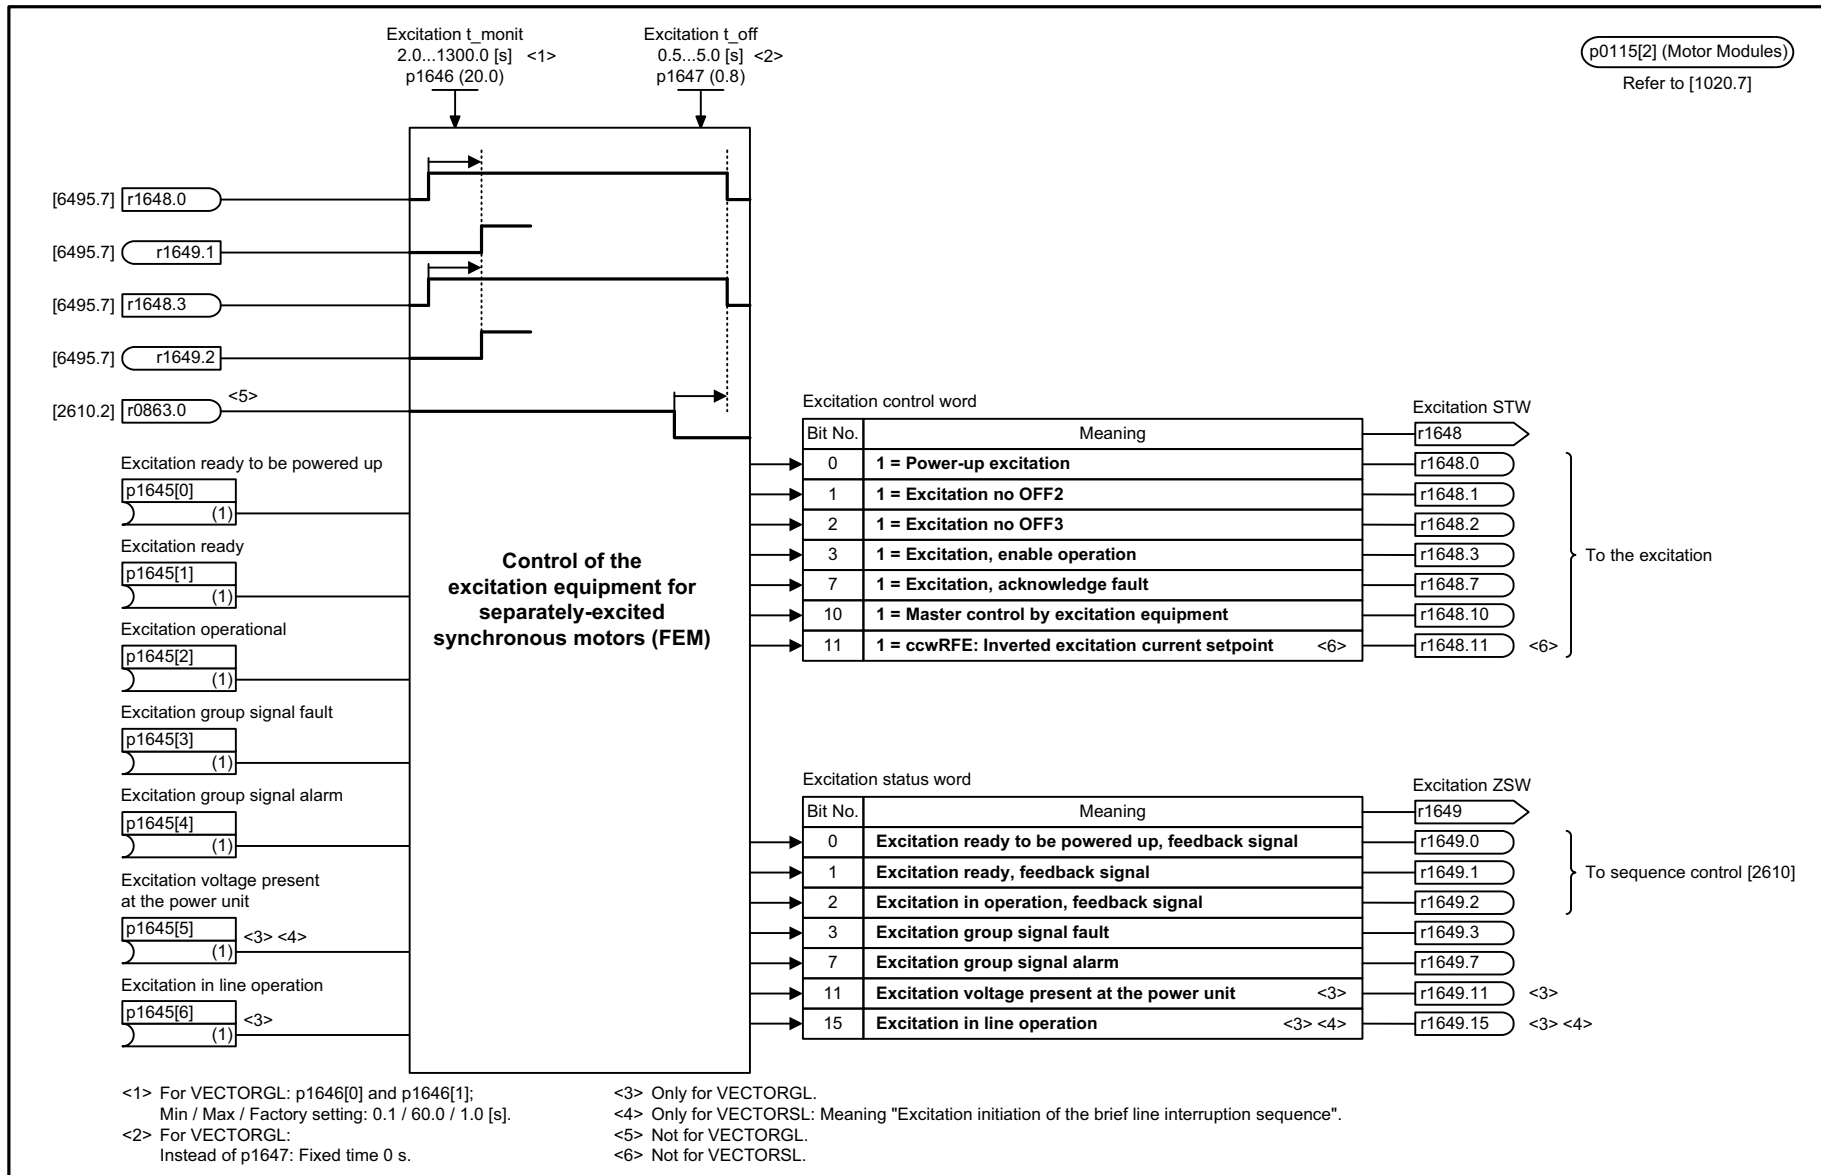 Excitation t_monit
2.0...1300.0 [s] <1>
p1646 (20.0)
Excitation t_off
0.5...5.0 [s] <2>
p1647 (0.8)
p0115[2] (Motor Modules)
Refer to [1020.7]
[6495.7] r1648.0
[6495.7] r1649.1
[6495.7] r1648.3
[6495.7] r1649.2
[2610.2] r0863.0 <5>
Excitation ready to be powered up
p1645[0]
(1)
Excitation ready
p1645[1]
(1)
Excitation operational
p1645[2]
(1)
Excitation group signal fault
p1645[3]
(1)
Excitation group signal alarm
p1645[4]
(1)
Excitation voltage present
at the power unit
p1645[5] <3> <4>
(1)
Excitation in line operation
p1645[6] <3>
(1)
Control of the
excitation equipment for
separately-excited
synchronous motors (FEM)
Excitation control word
Excitation STW
Bit No. Meaning r1648
0 1 = Power-up excitation r1648.0
1 1 = Excitation no OFF2 r1648.1
2 1 = Excitation no OFF3 r1648.2
3 1 = Excitation, enable operation r1648.3
7 1 = Excitation, acknowledge fault r1648.7
10 1 = Master control by excitation equipment r1648.10
11 1 = ccwRFE: Inverted excitation current setpoint <6> r1648.11 <6>
To the excitation
Excitation status word
Excitation ZSW
Bit No. Meaning r1649
0 Excitation ready to be powered up, feedback signal r1649.0
1 Excitation ready, feedback signal r1649.1
2 Excitation in operation, feedback signal r1649.2
3 Excitation group signal fault r1649.3
7 Excitation group signal alarm r1649.7
11 Excitation voltage present at the power unit <3> r1649.11 <3>
15 Excitation in line operation <3> <4> r1649.15 <3> <4>
To sequence control [2610]
<1> For VECTORGL: p1646[0] and p1646[1];
Min / Max / Factory setting: 0.1 / 60.0 / 1.0 [s].
<2> For VECTORGL:
Instead of p1647: Fixed time 0 s.
<3> Only for VECTORGL.
<4> Only for VECTORSL: Meaning "Excitation initiation of the brief line interruption sequence".
<5> Not for VECTORGL.
<6> Not for VECTORSL.